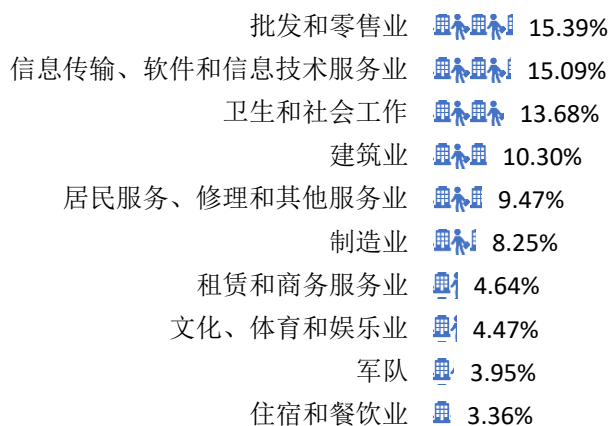 批发和零售业 15.39%
信息传输、软件和信息技术服务业 15.09%
卫生和社会工作 13.68%
建筑业 10.30%
居民服务、修理和其他服务业 9.47%
制造业 8.25%
租赁和商务服务业 4.64%
文化、体育和娱乐业 4.47%
军队 3.95%
住宿和餐饮业 3.36%